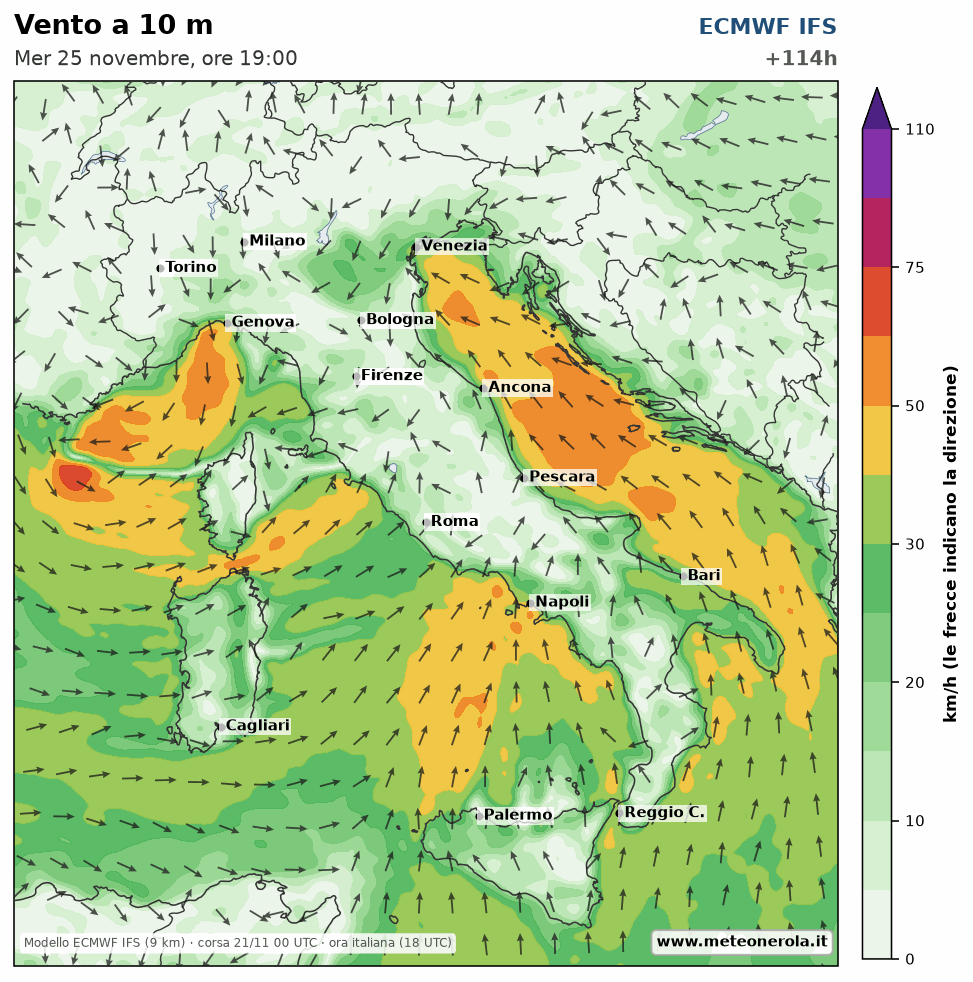 Vento a 10 m
ECMWF IFS
Mer 25 novembre, ore 19:00
+114h
110
Venezia
Milano
Torino
75
Genova
Bologna
Firenze
Ancona
50
Pescara
Roma
30
Bari
Napoli
20
Cagliari
Palermo
Reggio C.
10
km/h (le frecce indicano la direzione)
Modello ECMWF IFS (9 km) · corsa 21/11 00 UTC · ora italiana (18 UTC)
www.meteonerola.it
0